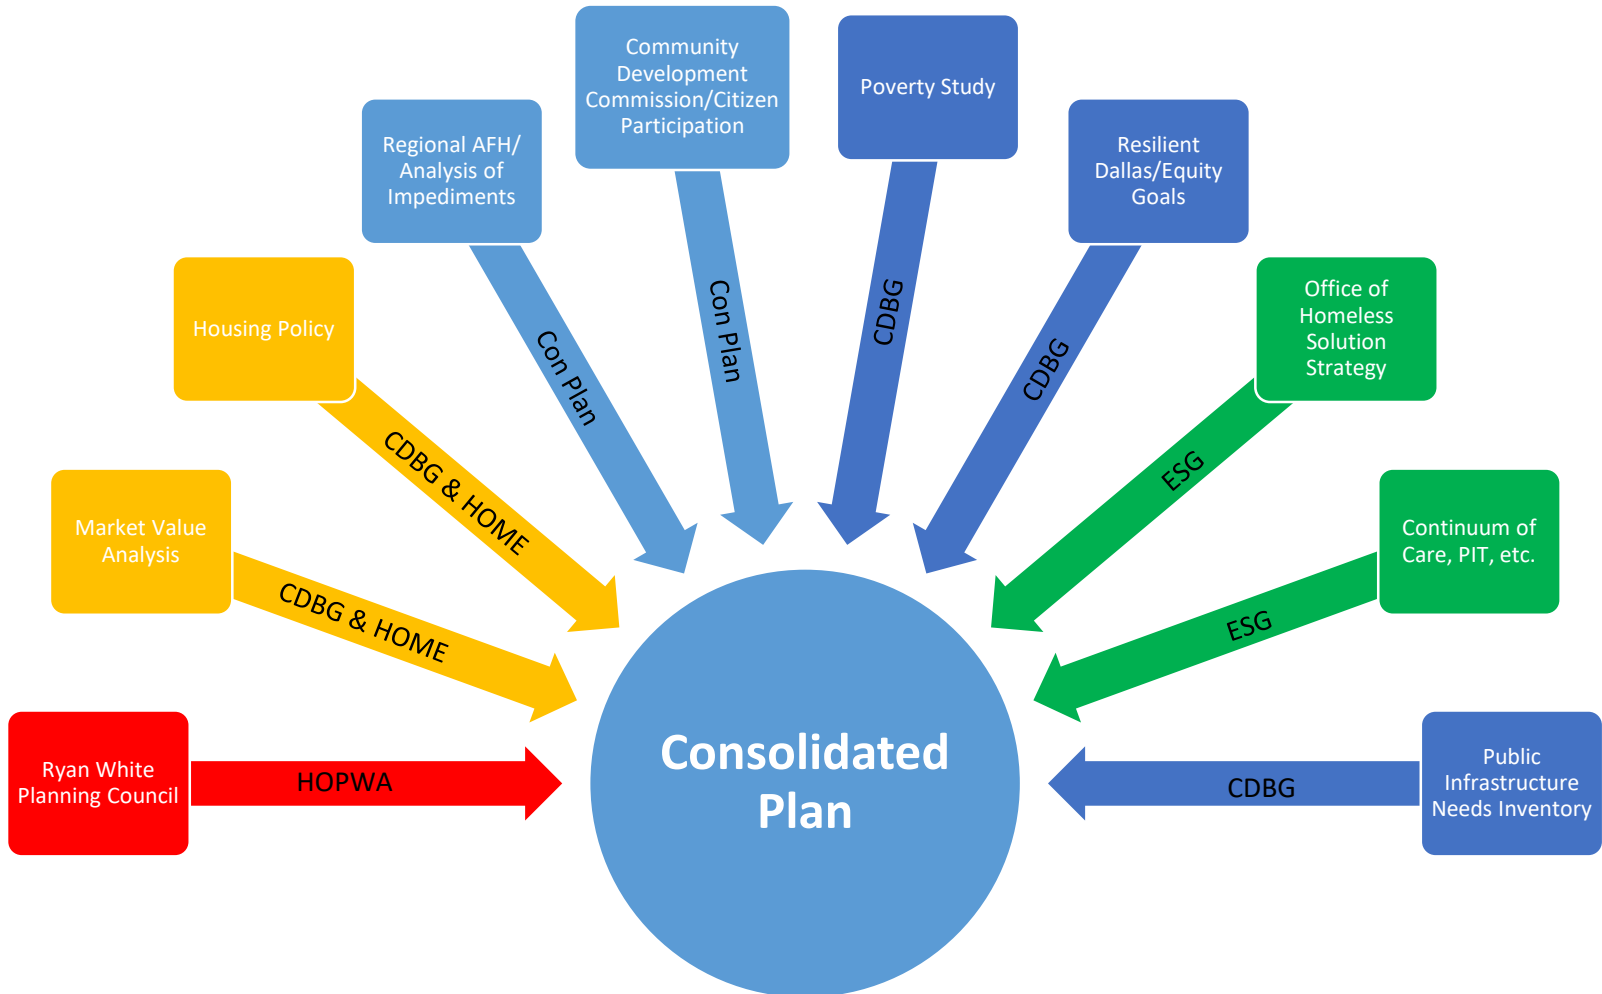 Community
Development
Commission/Citizen
Participation
Poverty Study
Regional AFH/
Analysis of
Impediments
Resilient
Dallas/Equity
Goals
Housing Policy
Office of
Homeless
Solution
Strategy
Market Value
Analysis
Continuum of
Care, PIT, etc.
Ryan White
Planning Council
Public
Infrastructure
Needs Inventory
HOPWA
CDBG & HOME
CDBG & HOME
Con Plan
Con Plan
CDBG
CDBG
ESG
ESG
CDBG
Consolidated
Plan